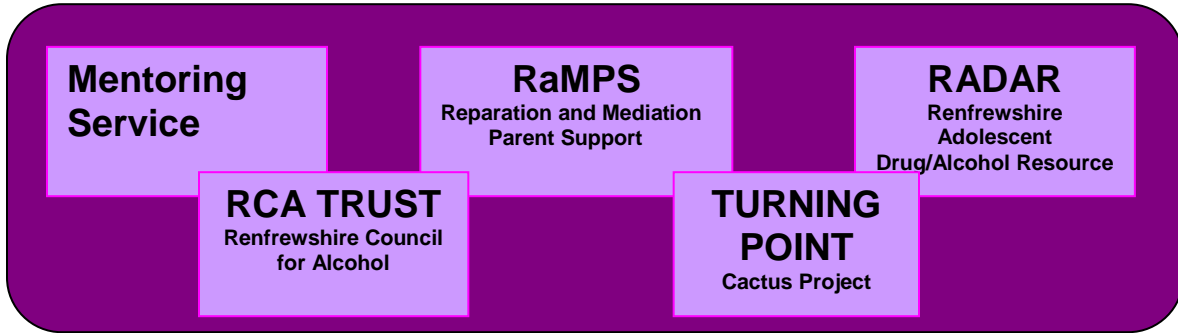 Mentoring
Service
RaMPS
Reparation and Mediation
Parent Support
RADAR
Renfrewshire
Adolescent
Drug/Alcohol Resource
RCA TRUST
Renfrewshire Council
for Alcohol
TURNING
POINT
Cactus Project